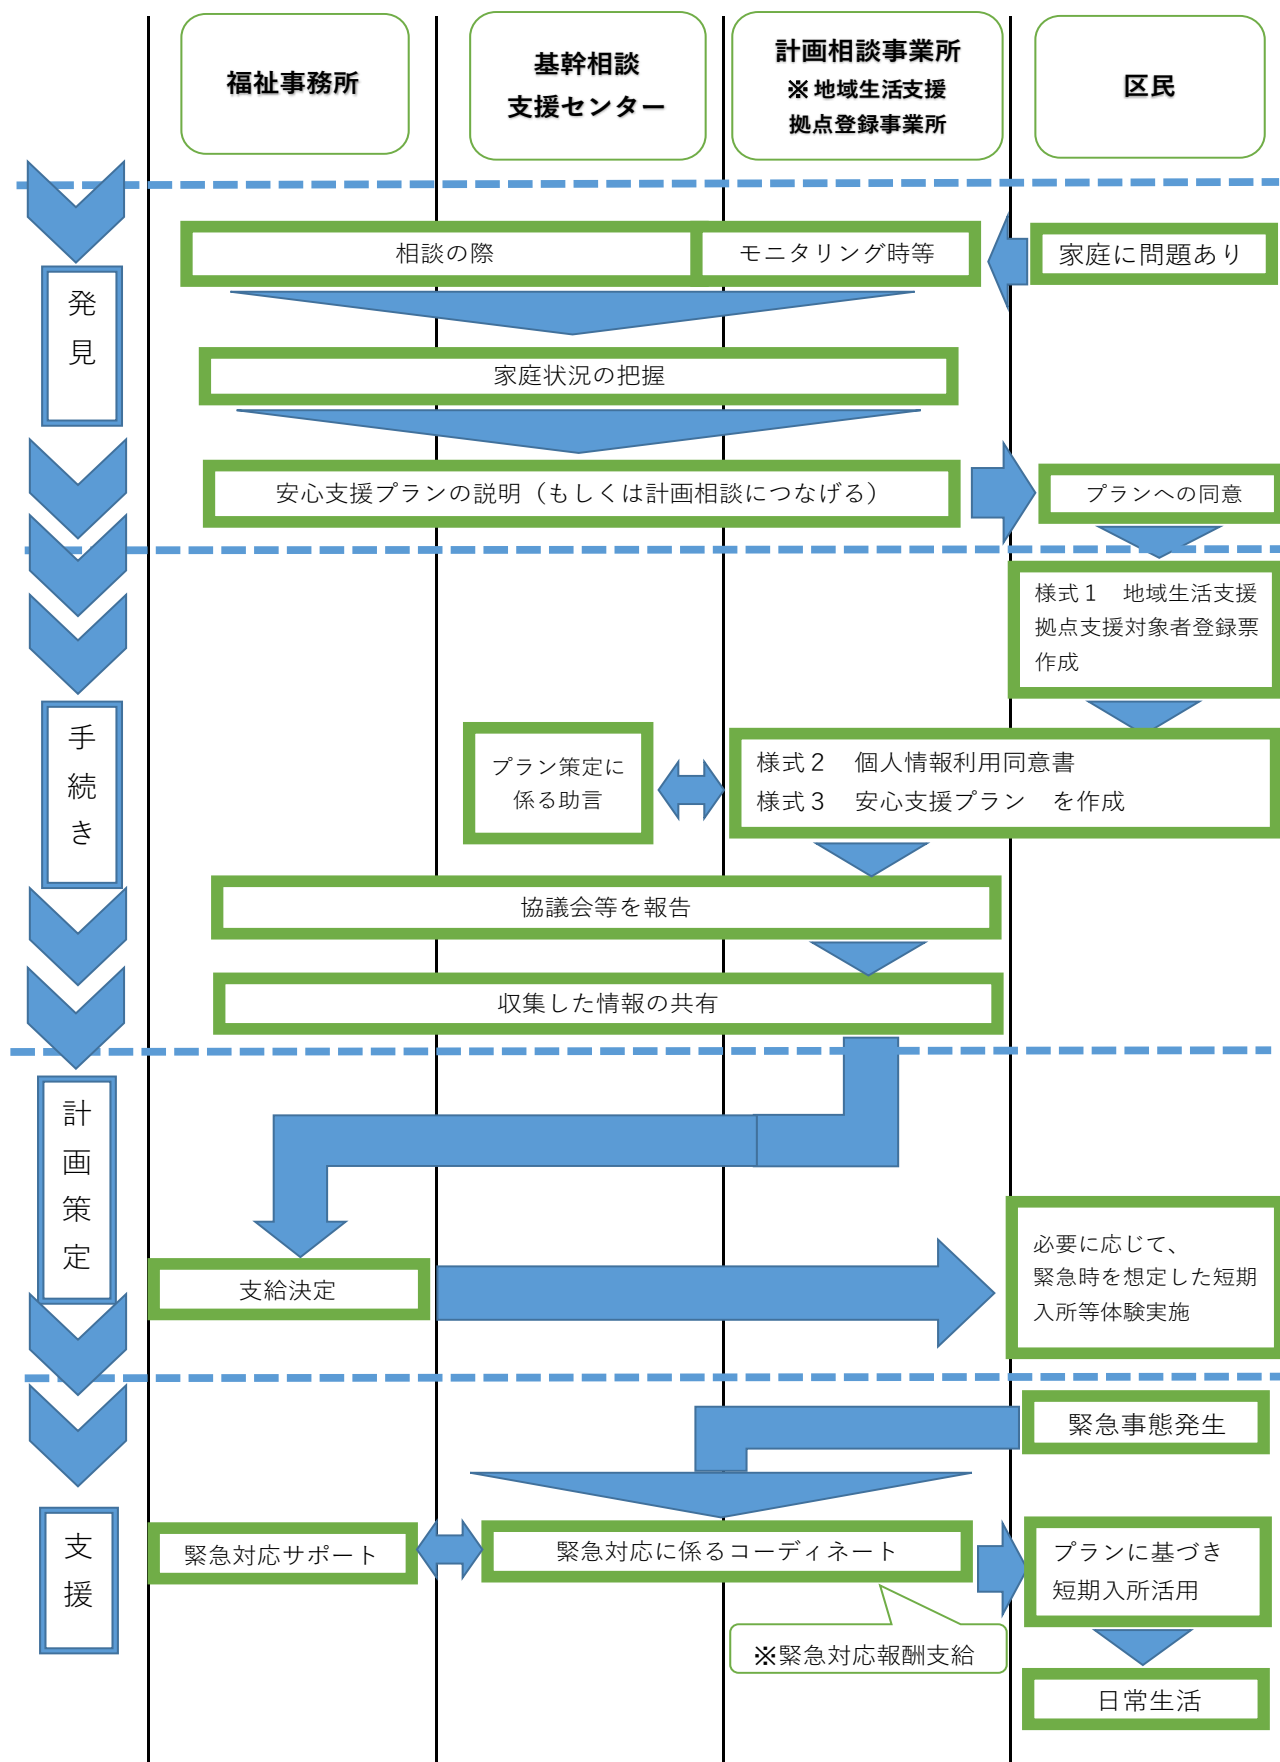 福祉事務所
基幹相談
支援センター
計画相談事業所
※地域生活支援
拠点登録事業所
区民
発見
相談の際
モニタリング時等
家庭に問題あり
家庭状況の把握
安心支援プランの説明（もしくは計画相談につなげる）
プランへの同意
様式１　地域生活支援
拠点支援対象者登録票
作成
手続き
プラン策定に
係る助言
様式２　個人情報利用同意書
様式３　安心支援プラン　を作成
協議会等を報告
収集した情報の共有
計画策定
支給決定
必要に応じて、
緊急時を想定した短期
入所等体験実施
緊急事態発生
支援
緊急対応サポート
緊急対応に係るコーディネート
プランに基づき
短期入所活用
※緊急対応報酬支給
日常生活